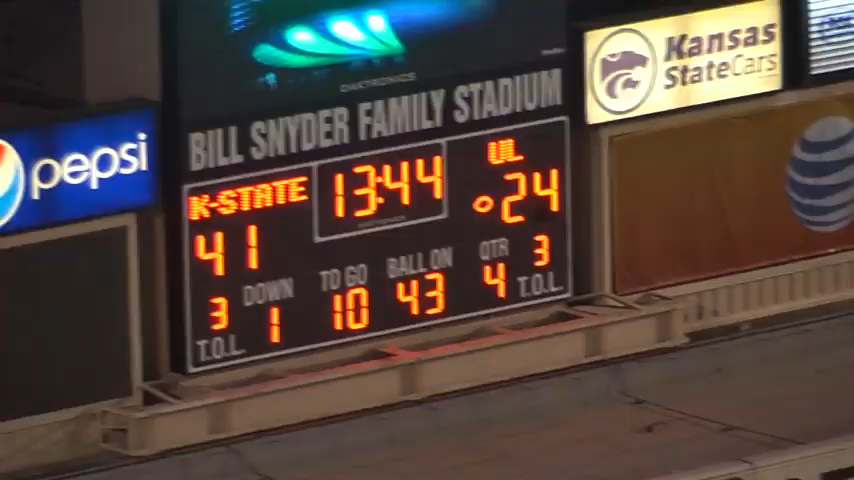 DAKTRONICS
BILL SNYDER FAMILY STADIUM
pepsi
Kansas
StateCars
K-STATE 13:44 UL
41 24
DOWN TO GO BALL ON QTR
3 1 10 43 4 3
T.O.L. T.O.L.